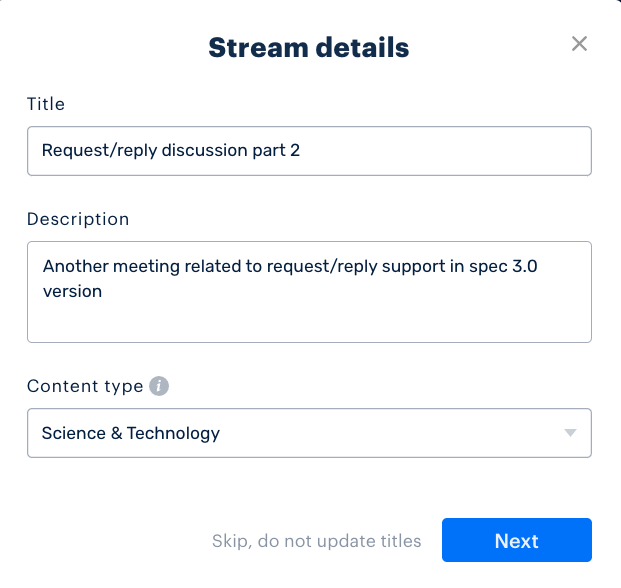 Stream details
Title
Request/reply discussion part 2
Description
Another meeting related to request/reply support in spec 3.0
version
Content type i
Science & Technology
Skip, do not update titles
Next